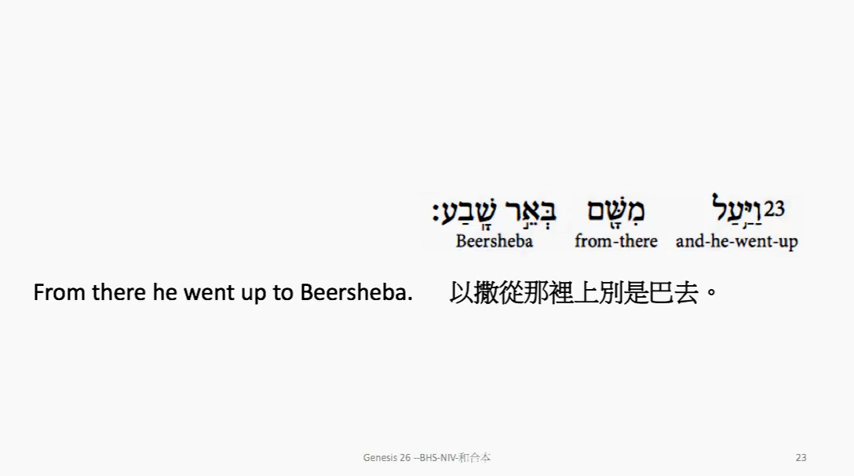 23וַיַּ֥עַל מִשָּׁ֖ם בְּאֵ֥ר שָֽׁבַע׃
and-he-went-up from-there Beersheba
From there he went up to Beersheba. 以撒從那裡上別是巴去。
Genesis 26 --BHS-NIV-和合本 23